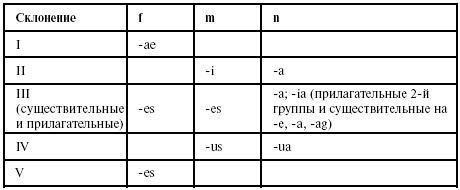 Склонение f m n
I -ae
II -i -a
III
(существительные
и прилагательные) -es -es -a; -ia (прилагательные 2-й
группы и существительные на
-e, -a, -ag)
IV -us -ua
V -es